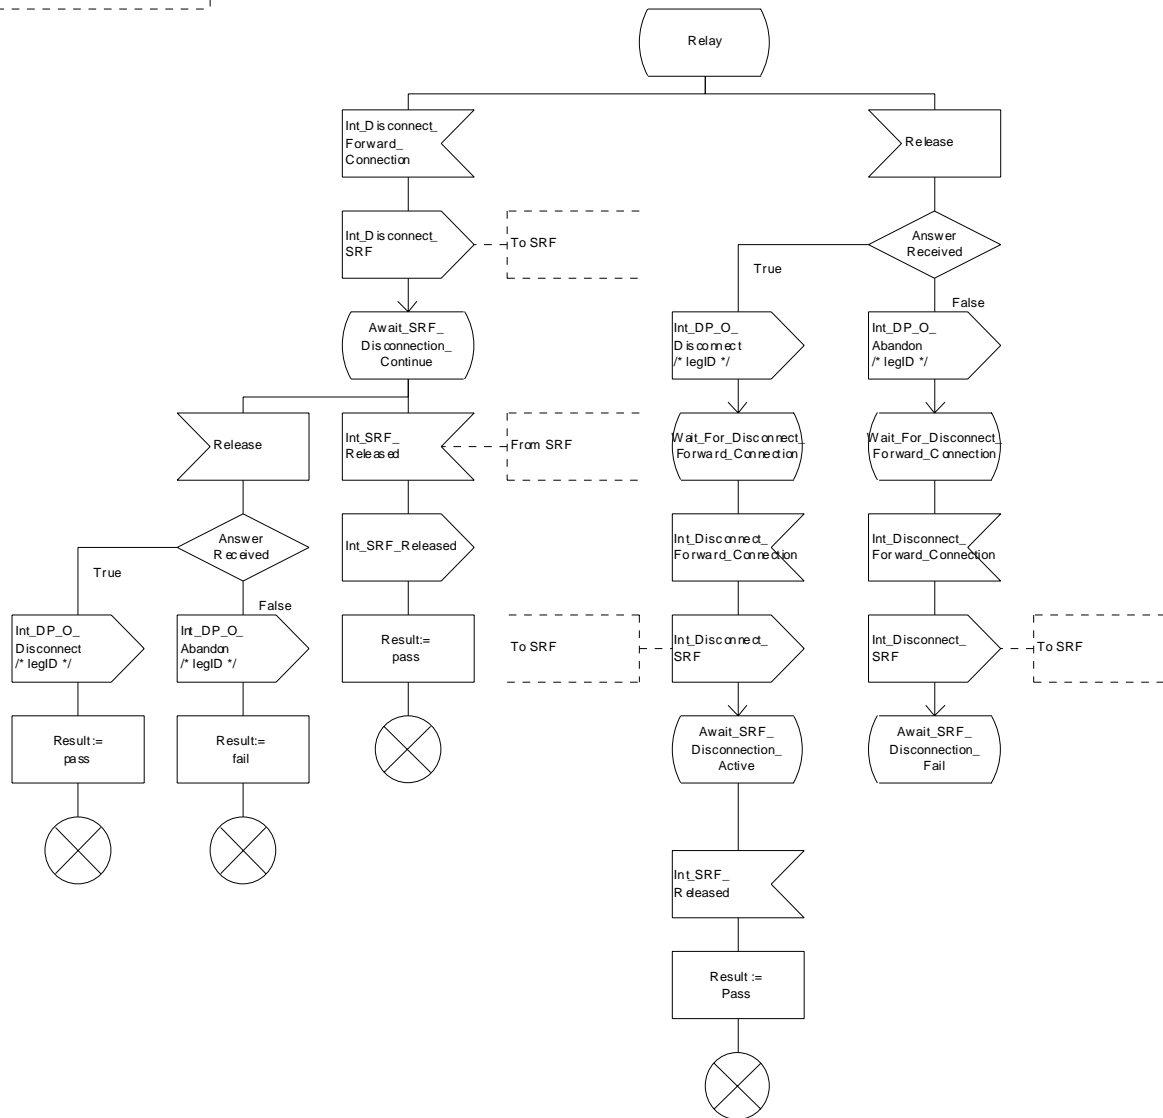 Relay
Int_Disconnect_
Forward_
Connection
Release
Int_Disconnect_
SRF
To SRF
Answer
Received
True
False
Await_SRF_
Disconnection_
Continue
Int_DP_O_
Disconnect
/* legID */
Int_DP_O_
Abandon
/* legID */
Release
Int_SRF_
Released
From SRF
Wait_For_Disconnect_
Forward_Connection
Wait_For_Disconnect_
Forward_Connection
Answer
Received
True
False
Int_SRF_Released
Int_Disconnect_
Forward_Connection
Int_Disconnect_
Forward_Connection
Int_DP_O_
Disconnect
/* legID */
Int_DP_O_
Abandon
/* legID */
Result:=
pass
To SRF
Int_Disconnect_
SRF
Int_Disconnect_
SRF
To SRF
Result:=
pass
Result:=
fail
Await_SRF_
Disconnection_
Active
Await_SRF_
Disconnection_
Fail
Int_SRF_
Released
Result :=
Pass